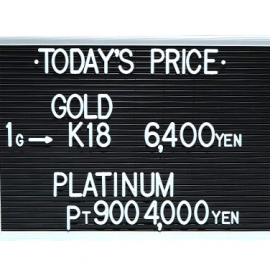 ·TODAY'S PRICE·
GOLD
1G→ K18 6,400YEN
PLATINUM
PT900 4,000YEN